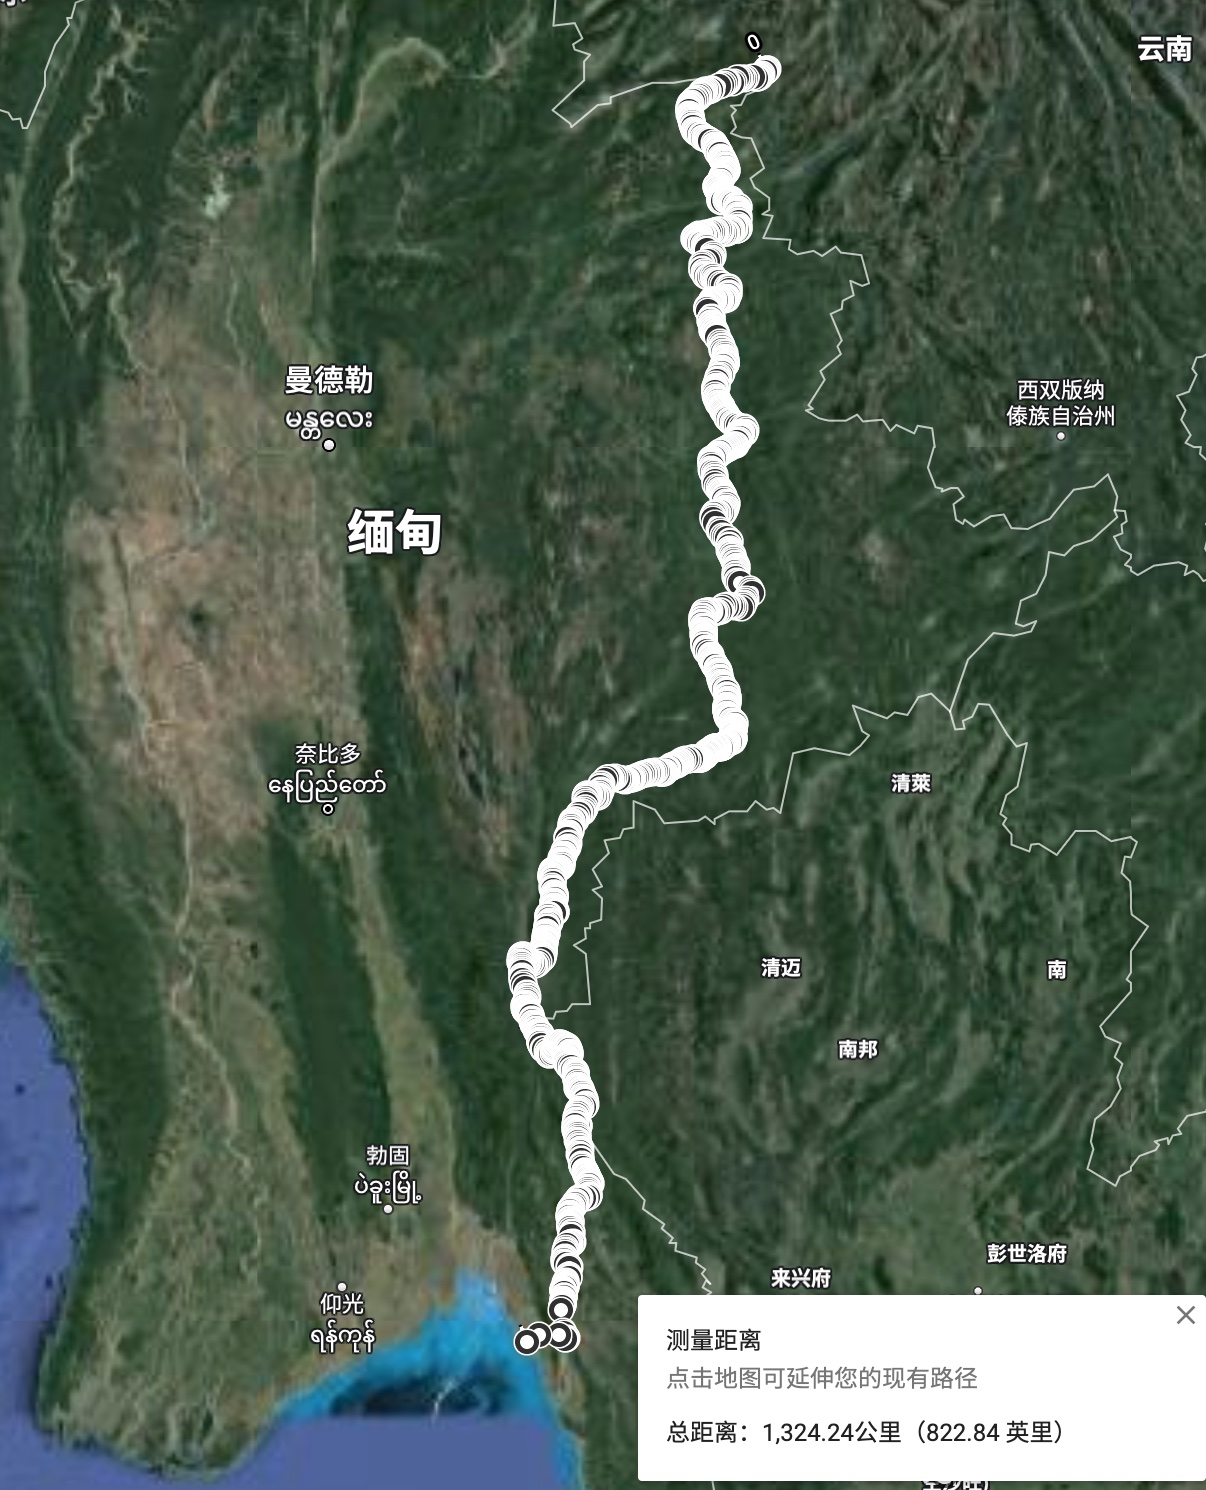 0
云南
曼德勒
မန္တလေး
西双版纳
傣族自治州
缅甸
奈比多
နေပြည်တော်
清莱
清迈
南
南邦
勃固
ပဲခူးမြို့
彭世洛府
来兴府
仰光
ရန်ကုန်
测量距离
点击地图可延伸您的现有路径
总距离：1,324.24公里（822.84 英里）